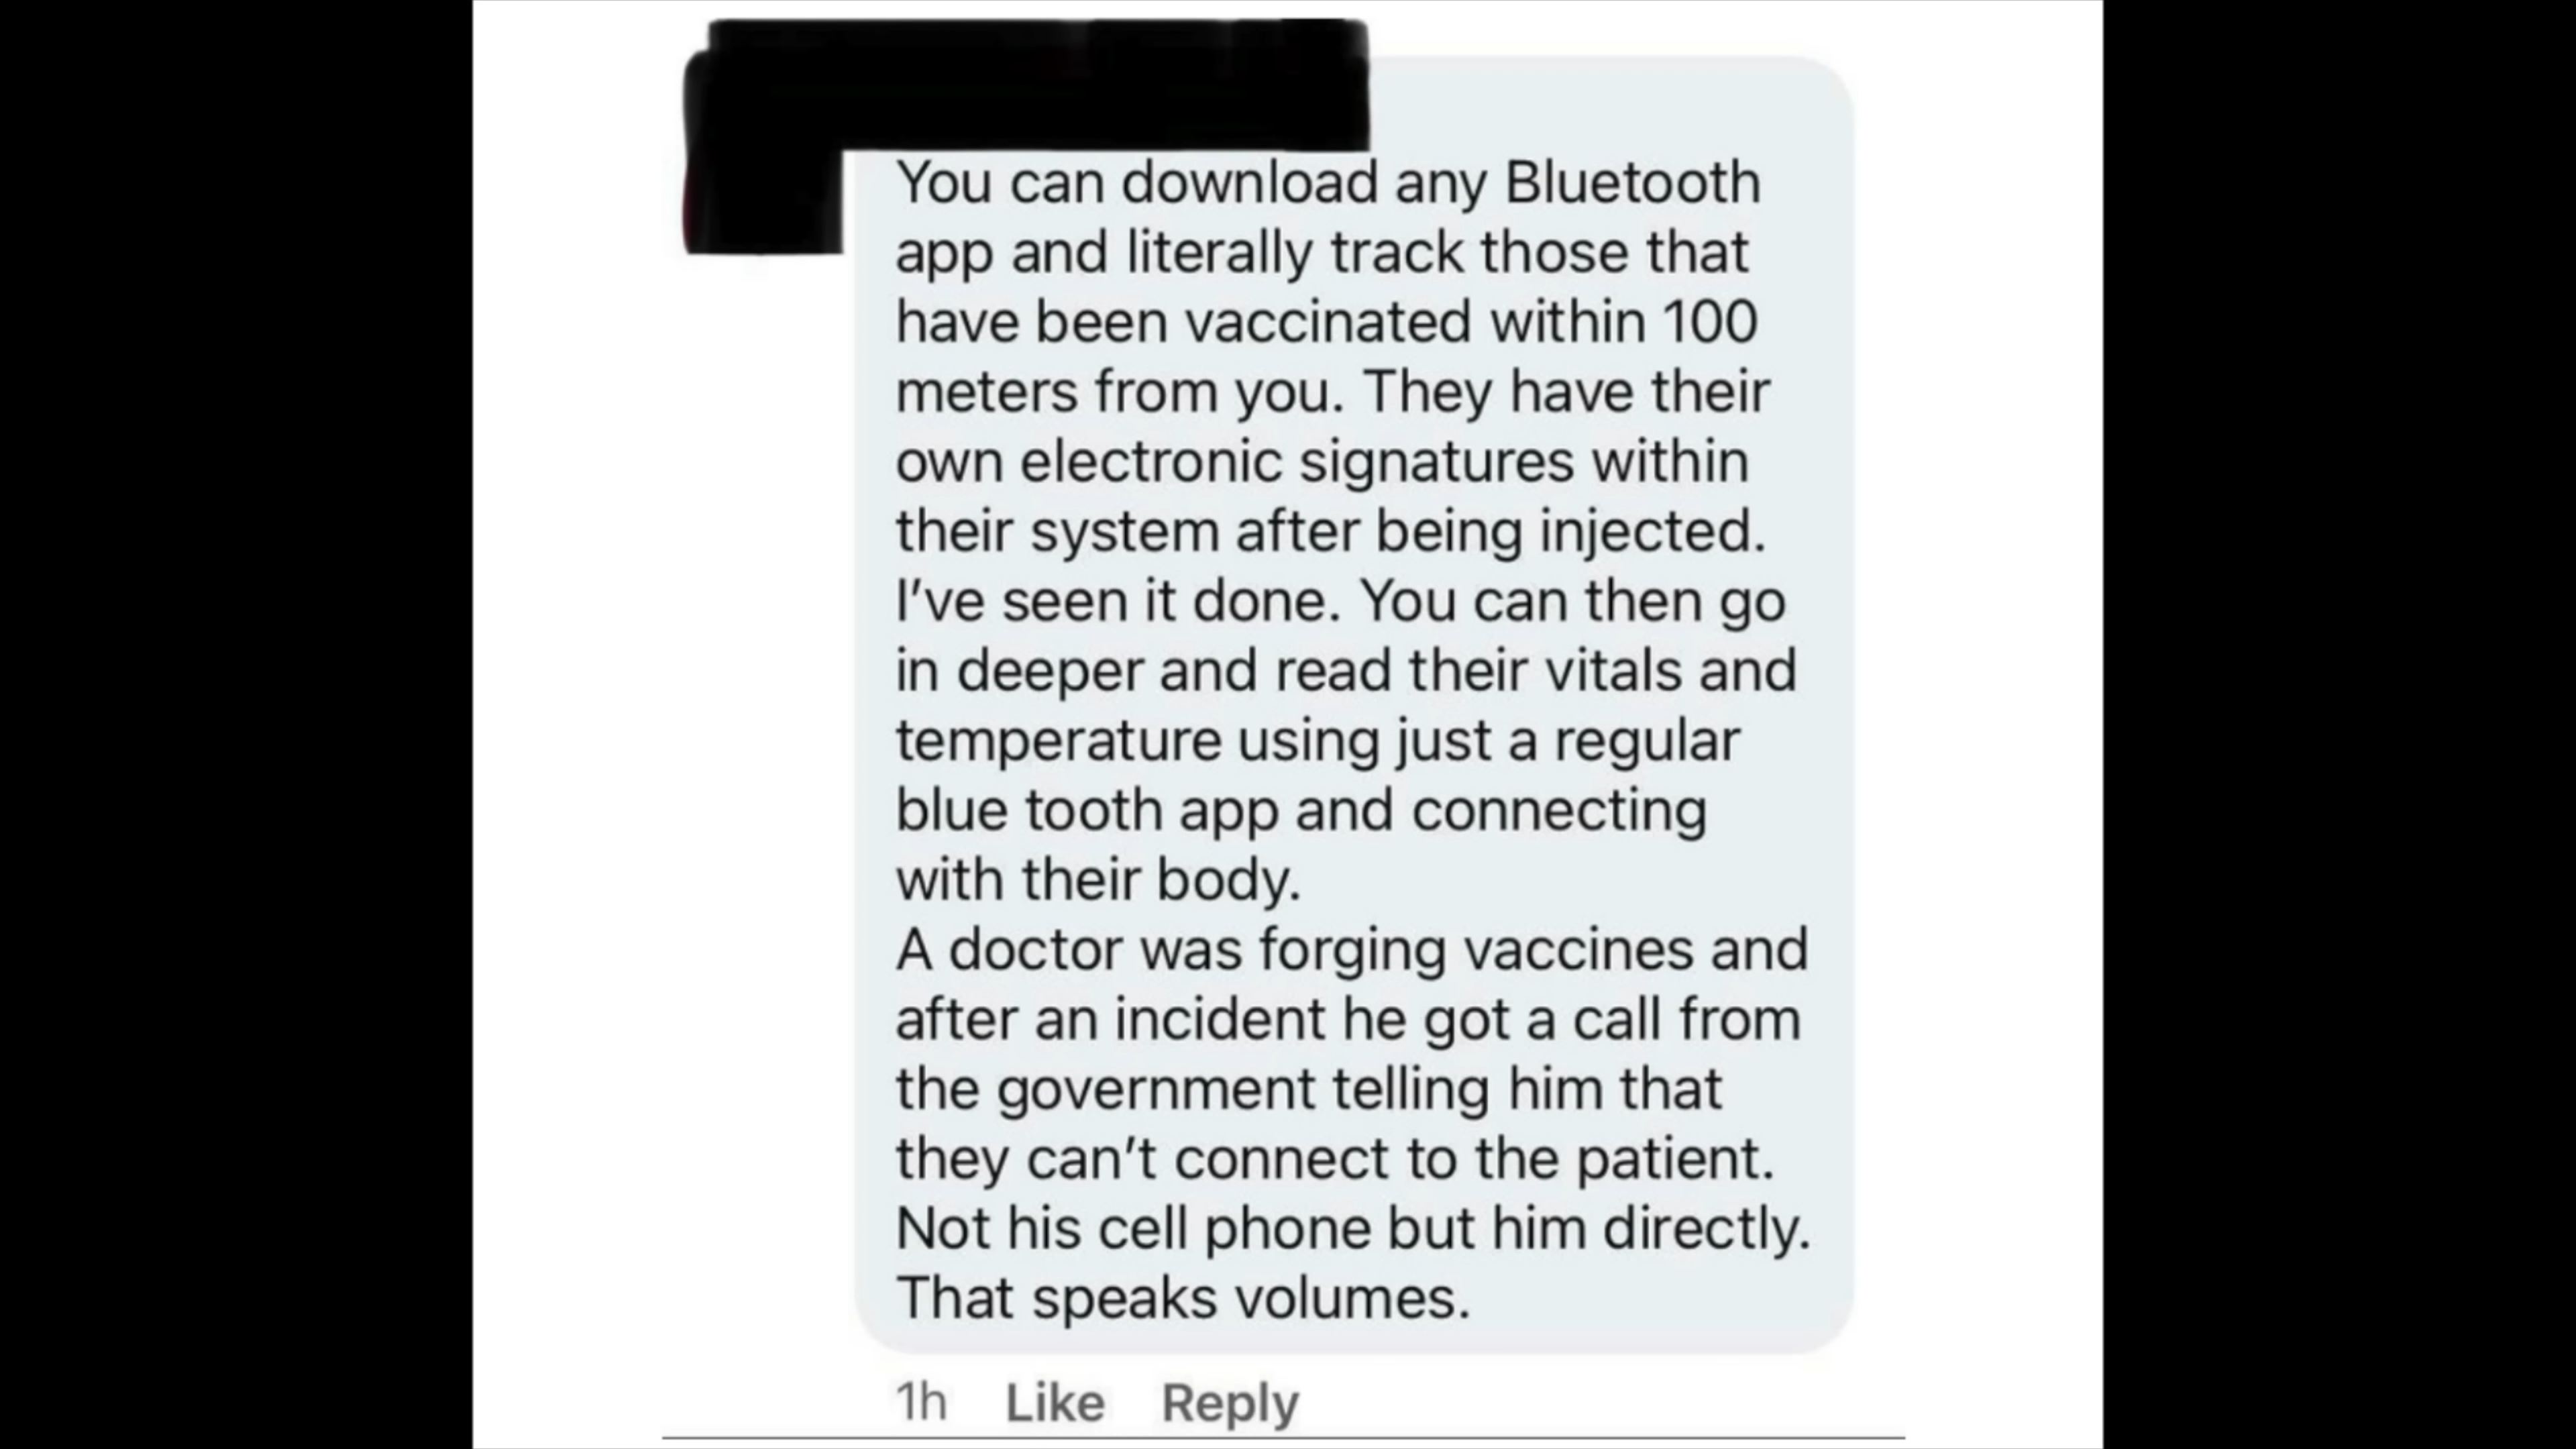 You can download any Bluetooth
app and literally track those that
have been vaccinated within 100
meters from you. They have their
own electronic signatures within
their system after being injected.
I've seen it done. You can then go
in deeper and read their vitals and
temperature using just a regular
blue tooth app and connecting
with their body.
A doctor was forging vaccines and
after an incident he got a call from
the government telling him that
they can't connect to the patient.
Not his cell phone but him directly.
That speaks volumes.
1h Like Reply